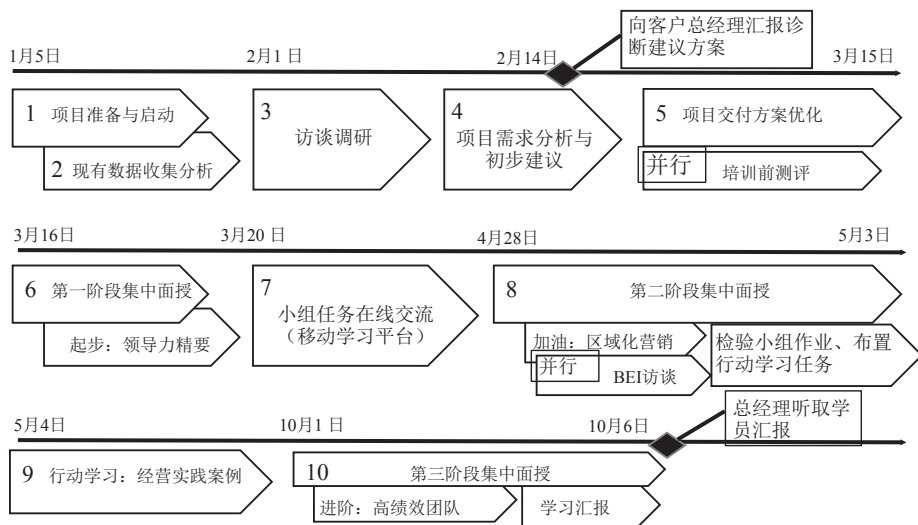 向客户总经理汇报诊
断建议方案
1月5日
2月1 日
2月14日
3月15日
1 项目准备与启动
2 现有数据收集分析
3
访谈调研
4
项目需求分析与
初步建议
5 项目交付方案优化
并行
培训前测评
3月16日
3月20 日
4月28日
5月3日
6 第一阶段集中面授
起步：领导力精要
7
小组任务在线交流
（移动学习平台）
8 第二阶段集中面授
加油：区域化营销
并行
BEI访谈
检验小组作业、布置
行动学习任务
总经理听取学
员汇报
5月4日
10月1 日
10月6日
9 行动学习：经营实践案例
10 第三阶段集中面授
进阶：高绩效团队
学习汇报